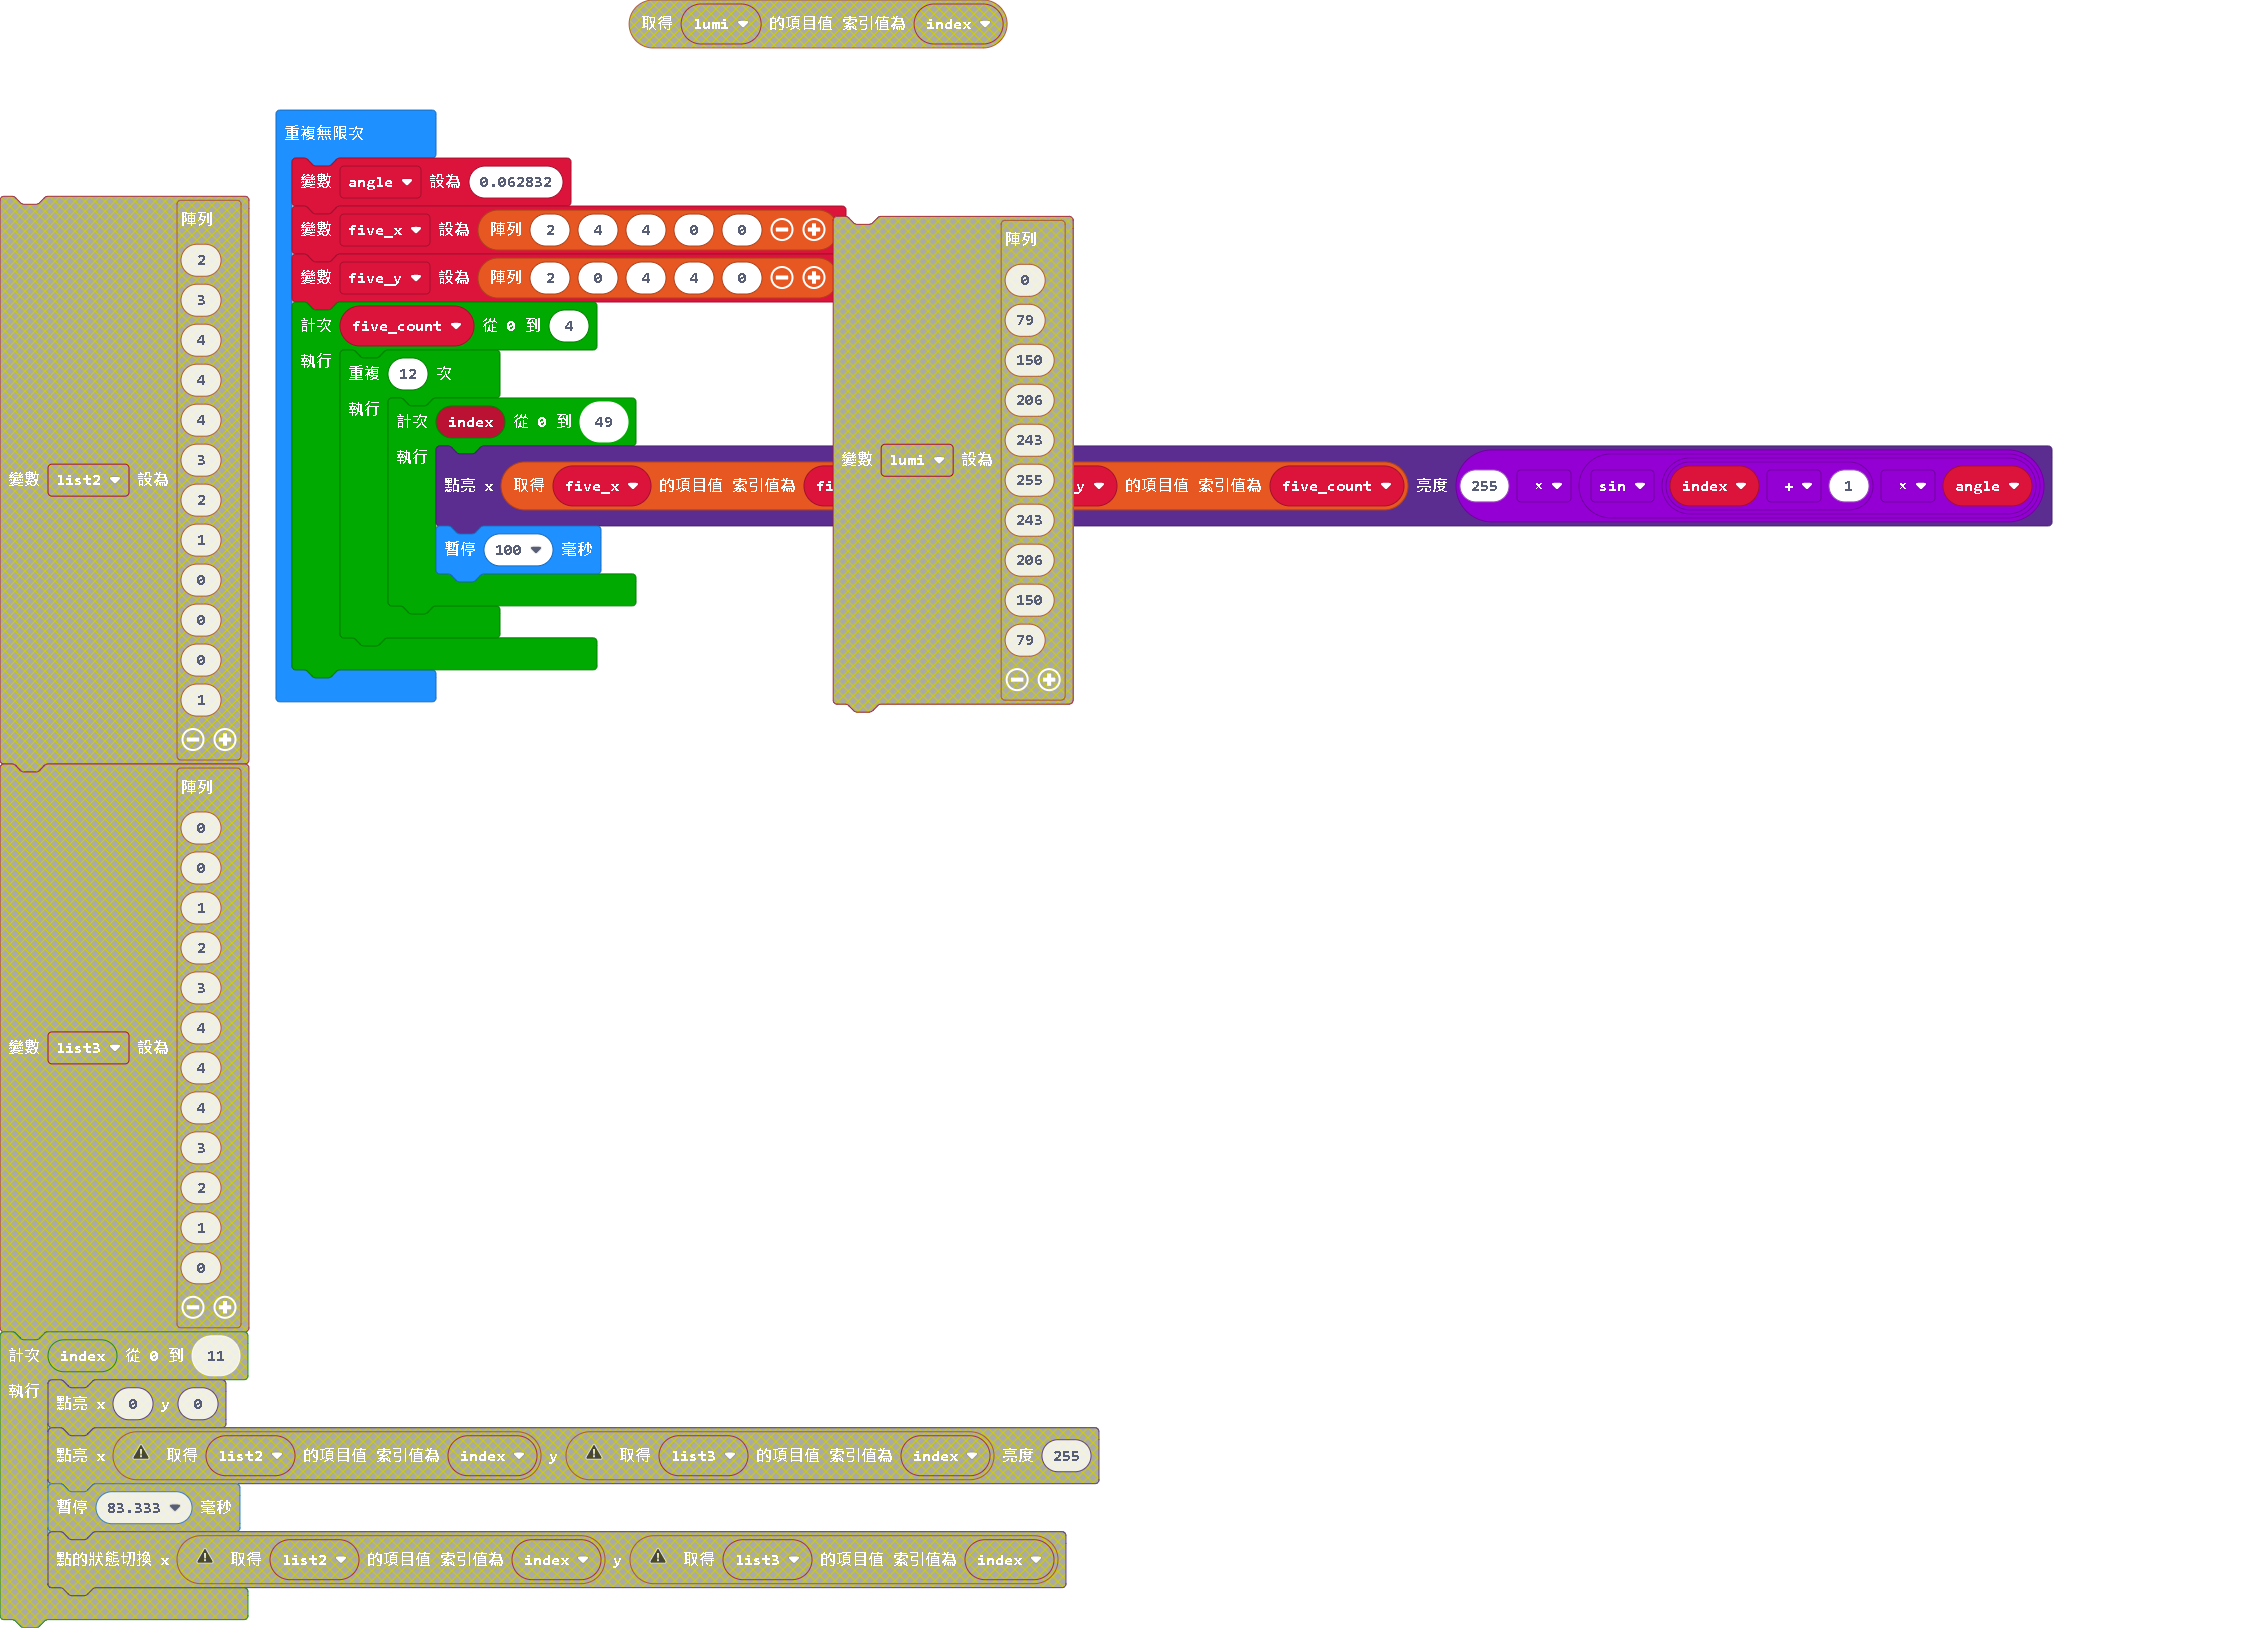 取得 lumi 的項目值 索引值為 index
重複無限次
變數 angle 設為 0.062832
變數 five_x 設為 陣列 2 4 4 0 0
變數 five_y 設為 陣列 2 0 4 4 0
計次 five_count 從 0 到 4
執行
重複 12 次
執行
計次 index 從 0 到 49
執行
點亮 x 取得 five_x 的項目值 索引值為 fi
y 的項目值 索引值為 five_count 亮度 255 × sin index + 1 × angle
暫停 100 毫秒
變數 lumi 設為
陣列
0
79
150
206
243
255
243
206
150
79
變數 list2 設為
陣列
2
3
4
4
4
3
2
1
0
0
0
1
變數 list3 設為
陣列
0
0
1
2
3
4
4
4
3
2
1
0
計次 index 從 0 到 11
執行
點亮 x 0 y 0
點亮 x 取得 list2 的項目值 索引值為 index y 取得 list3 的項目值 索引值為 index 亮度 255
暫停 83.333 毫秒
點的狀態切換 x 取得 list2 的項目值 索引值為 index y 取得 list3 的項目值 索引值為 index